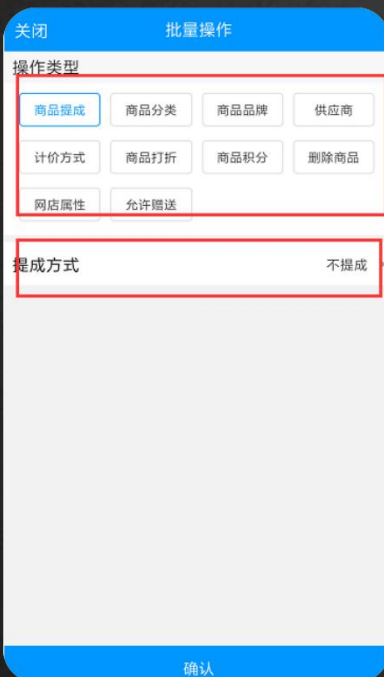 关闭 批量操作
操作类型
商品提成 商品分类 商品品牌 供应商
计价方式 商品打折 商品积分 删除商品
网店属性 允许赠送
提成方式 不提成
确认